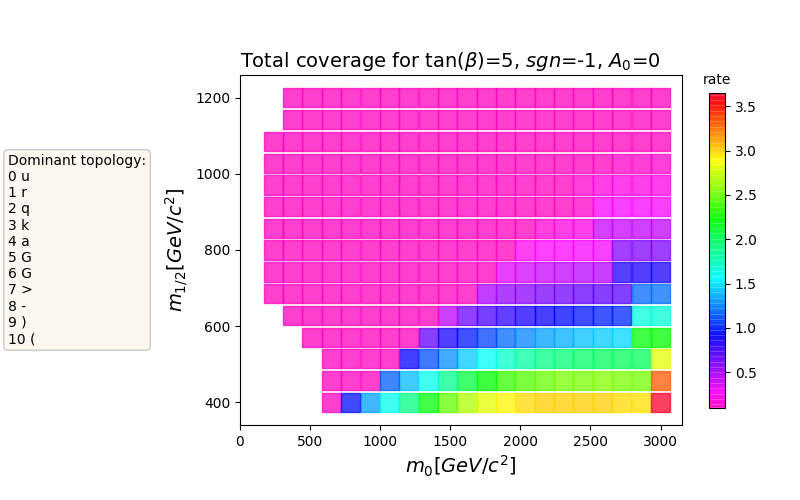 Total coverage for tan(β)=5, sgn=-1, A₀=0
rate
Dominant topology:
0 u
1 r
2 q
3 k
4 a
5 G
6 G
7 >
8 -
9 )
10 (
m₁/₂[GeV/c²]
1200
1000
800
600
400
0 500 1000 1500 2000 2500 3000
m₀[GeV/c²]
3.5
3.0
2.5
2.0
1.5
1.0
0.5